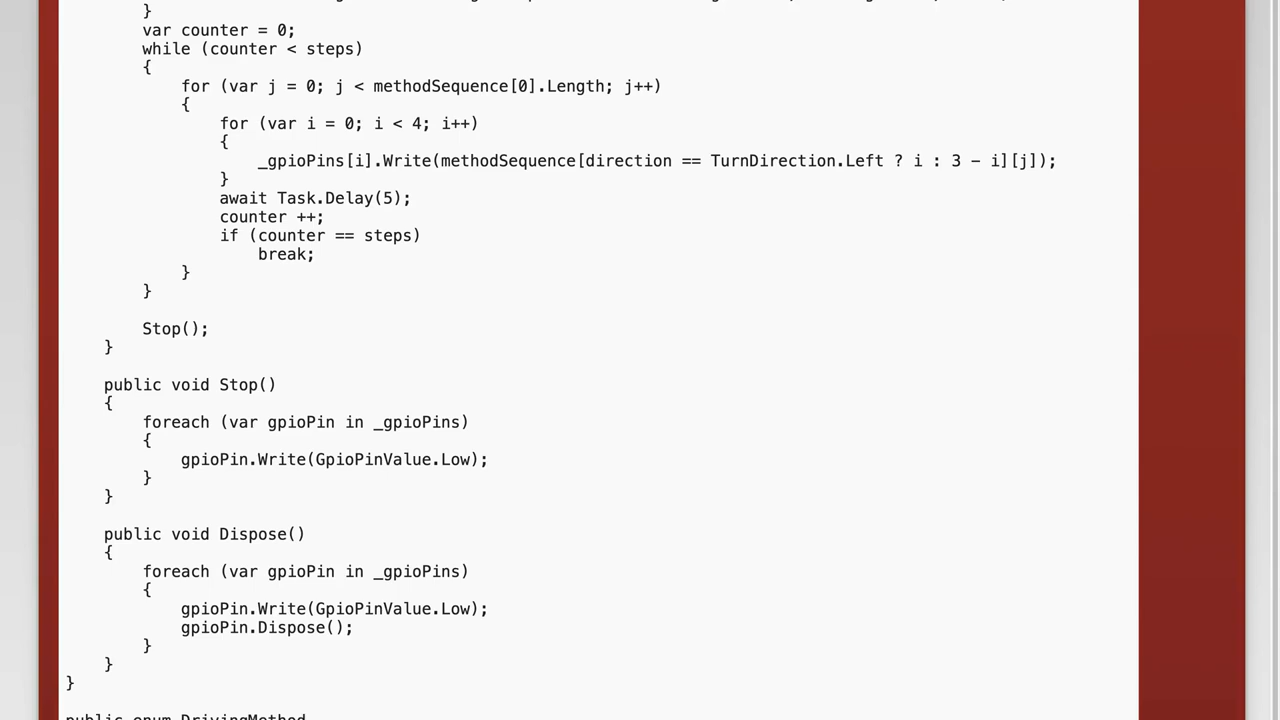 }
var counter = 0;
while (counter < steps)
{
for (var j = 0; j < methodSequence[0].Length; j++)
{
for (var i = 0; i < 4; i++)
{
_gpioPins[i].Write(methodSequence[direction == TurnDirection.Left ? i : 3 - i][j]);
}
await Task.Delay(5);
counter ++;
if (counter == steps)
break;
}
}
Stop();
}
public void Stop()
{
foreach (var gpioPin in _gpioPins)
{
gpioPin.Write(GpioPinValue.Low);
}
}
public void Dispose()
{
foreach (var gpioPin in _gpioPins)
{
gpioPin.Write(GpioPinValue.Low);
gpioPin.Dispose();
}
}
}
public enum DrivingMethod